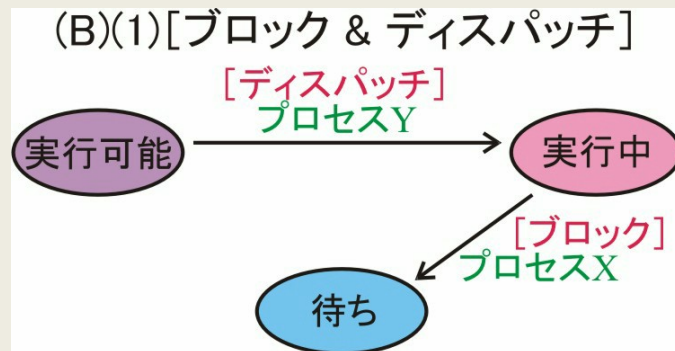 (B)(1)[ブロック & ディスパッチ]
[ディスパッチ]
プロセスY
実行可能
実行中
[ブロック]
プロセスX
待ち